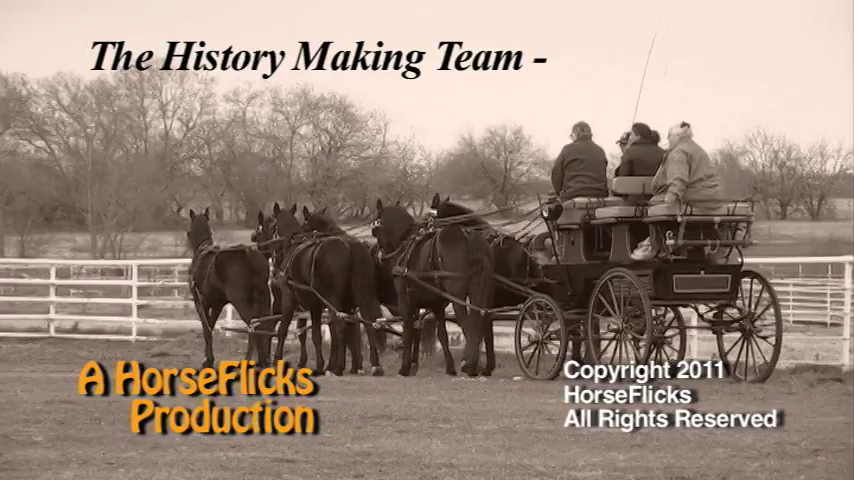 The History Making Team -
A HorseFlicks
Production
Copyright 2011
HorseFlicks
All Rights Reserved